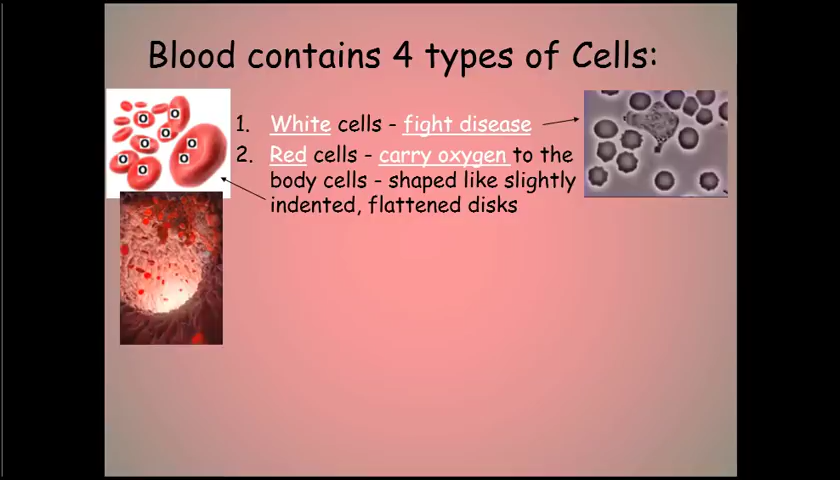 Blood contains 4 types of Cells:
1. White cells - fight disease
2. Red cells - carry oxygen to the
body cells - shaped like slightly
indented, flattened disks
O
O
O
O
O
O
O
O